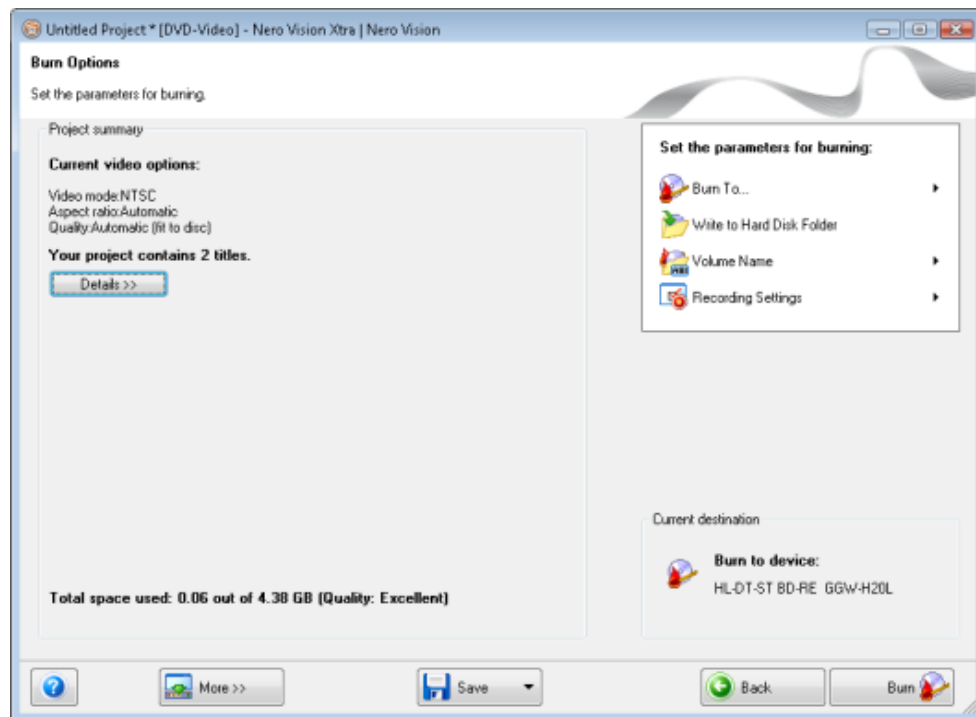 Untitled Project * [DVD-Video] - Nero Vision Xtra | Nero Vision
Burn Options
Set the parameters for burning.
Project summary
Current video options:
Video mode:NTSC
Aspect ratio:Automatic
Quality:Automatic (fit to disc)
Your project contains 2 titles.
Details >>
Total space used: 0.06 out of 4.38 GB (Quality: Excellent)
Set the parameters for burning:
Burn To...
Write to Hard Disk Folder
Volume Name
Recording Settings
Current destination
Burn to device:
HL-DT-ST BD-RE GGW-H20L
More >>
Save
Back
Burn